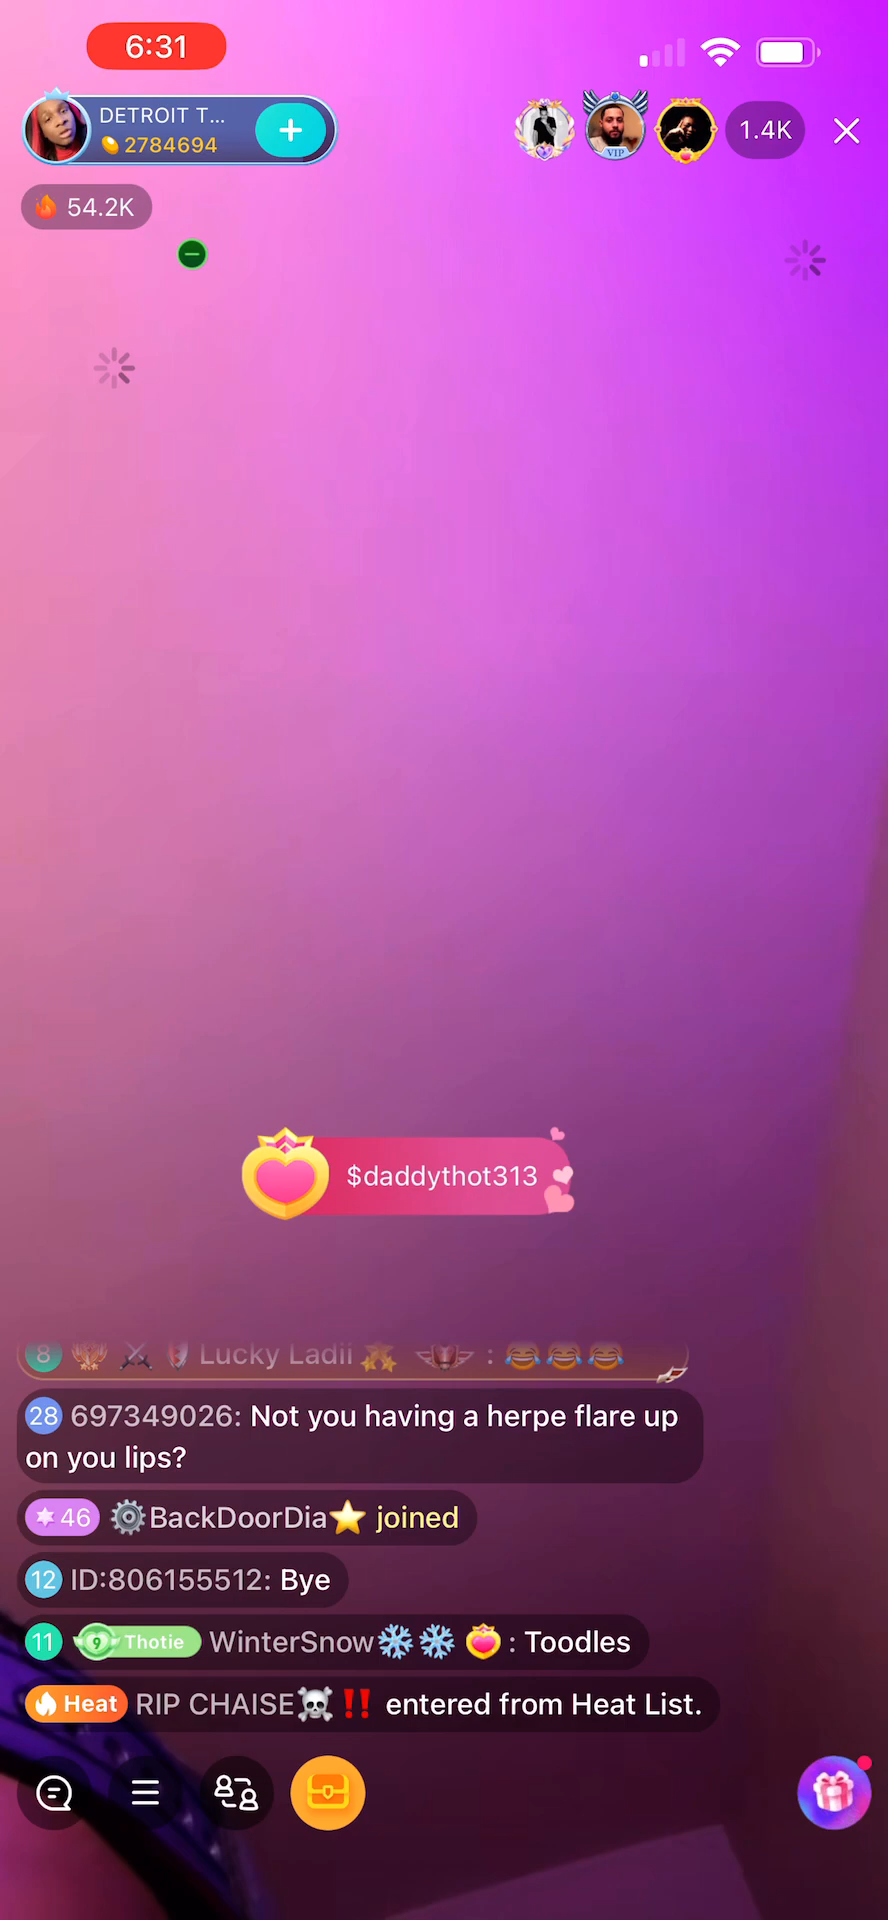 6:31
DETROIT T...
2784694
VIP
1.4K
54.2K
$daddythot313
8 Lucky Ladii : 😂😂😂
28 697349026: Not you having a herpe flare up
on you lips?
46 ⚙️BackDoorDia⭐ joined
12 ID:806155512: Bye
11 9 Thotie WinterSnow❄️❄️ : Toodles
Heat RIP CHAISE☠️‼️ entered from Heat List.